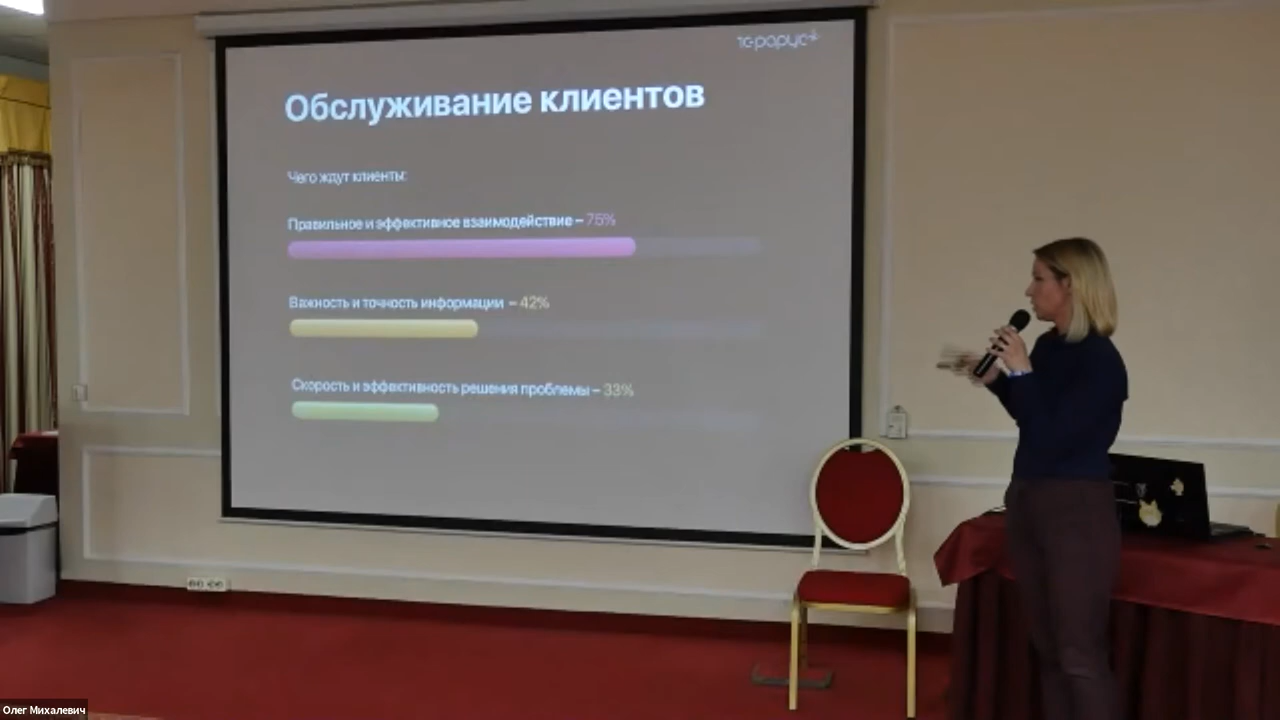 1С·рарус
Обслуживание клиентов
Чего ждут клиенты:
Правильное и эффективное взаимодействие – 75%
Важность и точность информации – 42%
Скорость и эффективность решения проблемы – 33%
Олег Михалевич